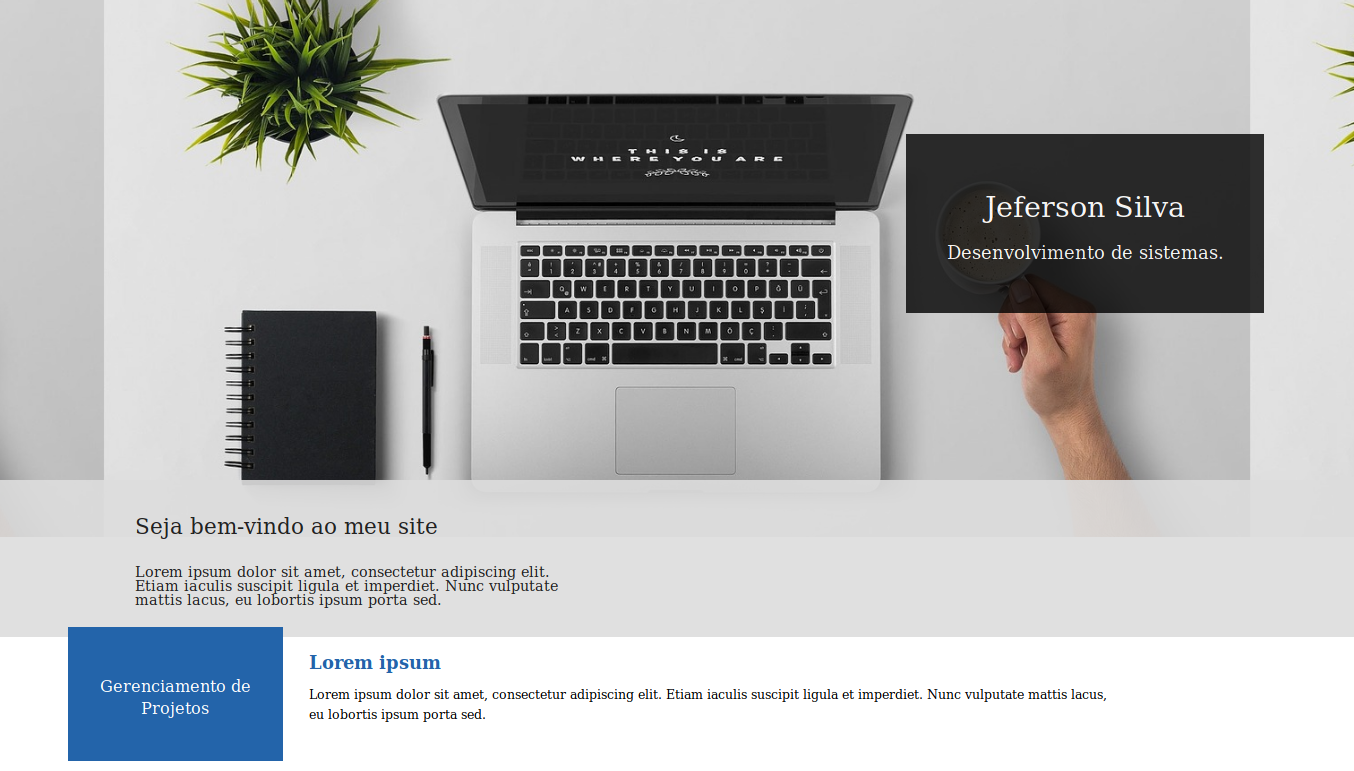 THIS IS
WHERE YOU ARE
Jeferson Silva
Desenvolvimento de sistemas.
Seja bem-vindo ao meu site
Lorem ipsum dolor sit amet, consectetur adipiscing elit.
Etiam iaculis suscipit ligula et imperdiet. Nunc vulputate
mattis lacus, eu lobortis ipsum porta sed.
Gerenciamento de
Projetos
Lorem ipsum
Lorem ipsum dolor sit amet, consectetur adipiscing elit. Etiam iaculis suscipit ligula et imperdiet. Nunc vulputate mattis lacus,
eu lobortis ipsum porta sed.